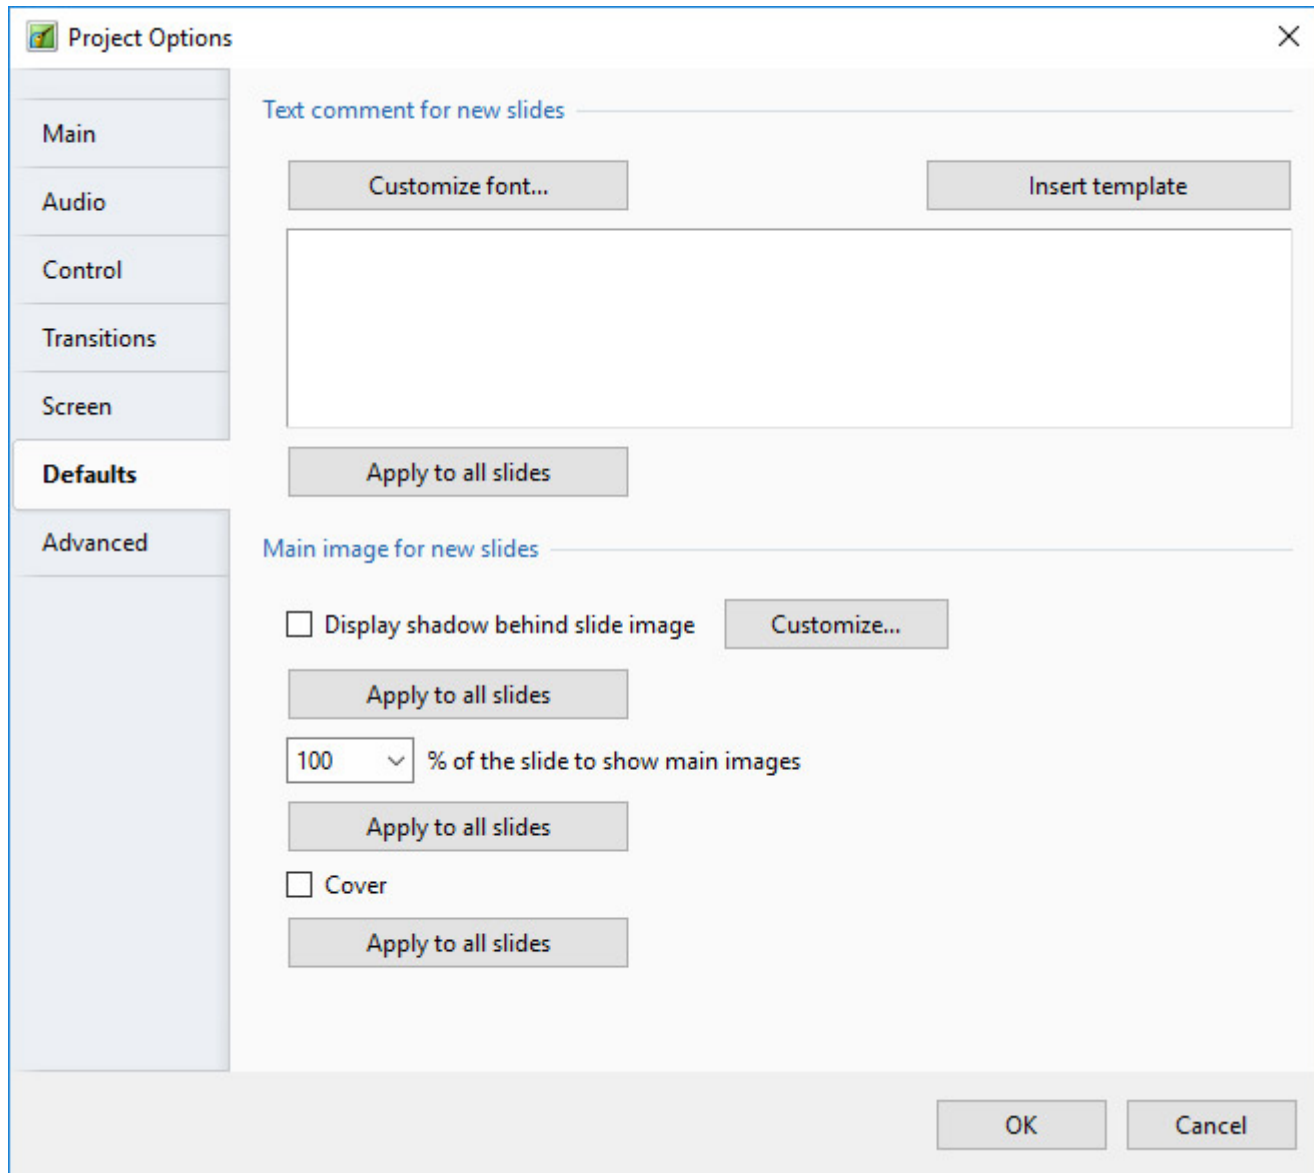 Project Options
Main
Audio
Control
Transitions
Screen
Defaults
Advanced
Text comment for new slides
Customize font... Insert template
Apply to all slides
Main image for new slides
Display shadow behind slide image Customize...
Apply to all slides
100 % of the slide to show main images
Apply to all slides
Cover
Apply to all slides
OK Cancel